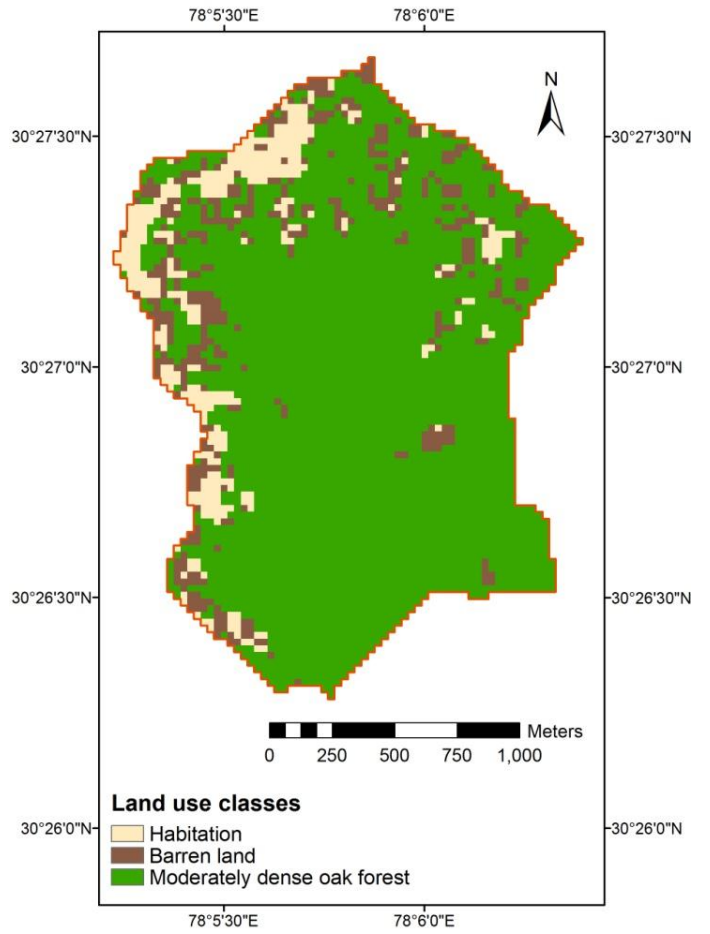 78°5'30"E 78°6'0"E
N
30°27'30"N 30°27'30"N
30°27'0"N 30°27'0"N
30°26'30"N 30°26'30"N
Meters
0 250 500 750 1,000
Land use classes
Habitation
Barren land
Moderately dense oak forest
30°26'0"N 30°26'0"N
78°5'30"E 78°6'0"E